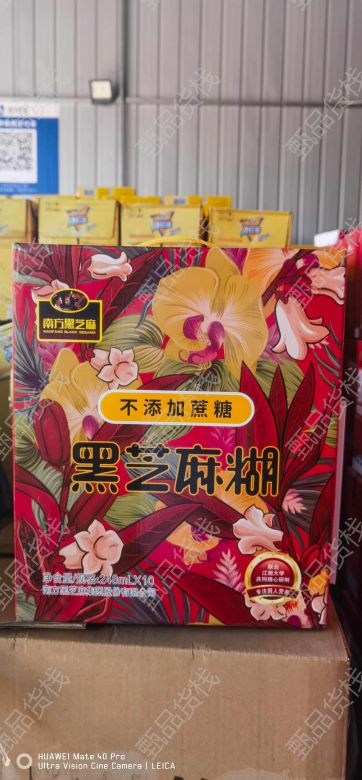 南方黑芝麻
NANFANG BLACK SESAME
不添加蔗糖
黑芝麻糊
净含量/规格:248mLX10
南方黑芝麻集团股份有限公司
联合
江南大学
共同精心研制
专注国人营养
甄品货栈
HUAWEI Mate 40 Pro
Ultra Vision Cine Camera | LEICA